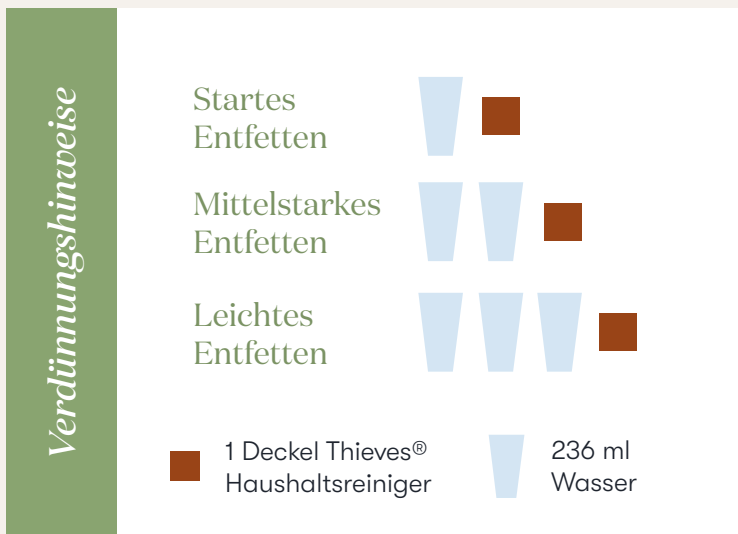 Verdünnungshinweise
Startes
Entfetten
Mittelstarkes
Entfetten
Leichtes
Entfetten
1 Deckel Thieves®
Haushaltsreiniger
236 ml
Wasser